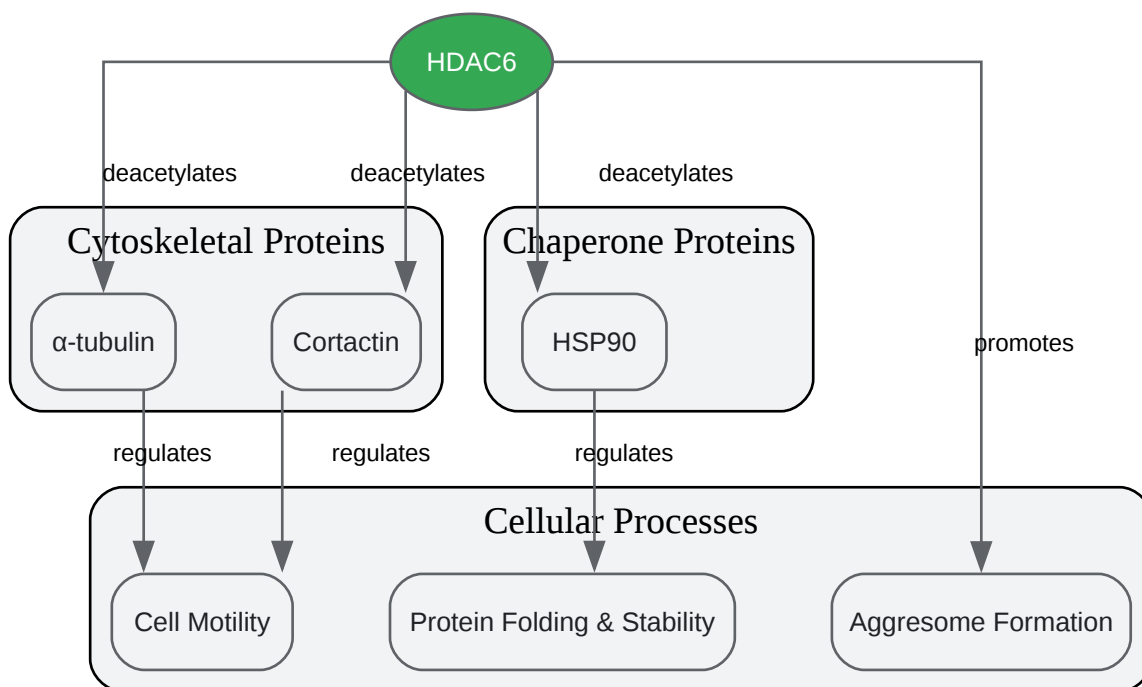 HDAC6
deacetylates
deacetylates
deacetylates
Cytoskeletal Proteins
Chaperone Proteins
α-tubulin
Cortactin
HSP90
promotes
regulates
regulates
regulates
Cellular Processes
Cell Motility
Protein Folding & Stability
Aggresome Formation